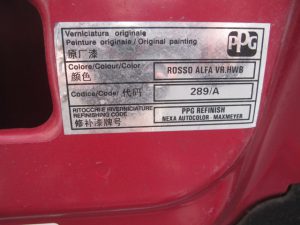 Verniciatura originale
Peinture originale / Original painting
原厂漆
PPG
Colore/Colour/Color
颜色
ROSSO ALFA VR.HWB
Codice/Code/代码
289/A
RITOCCRE E RIVERNICIATURE
REFINISHING CODE
修补漆牌号
PPG REFINISH
NEXA AUTOCOLOR MAXMEYER